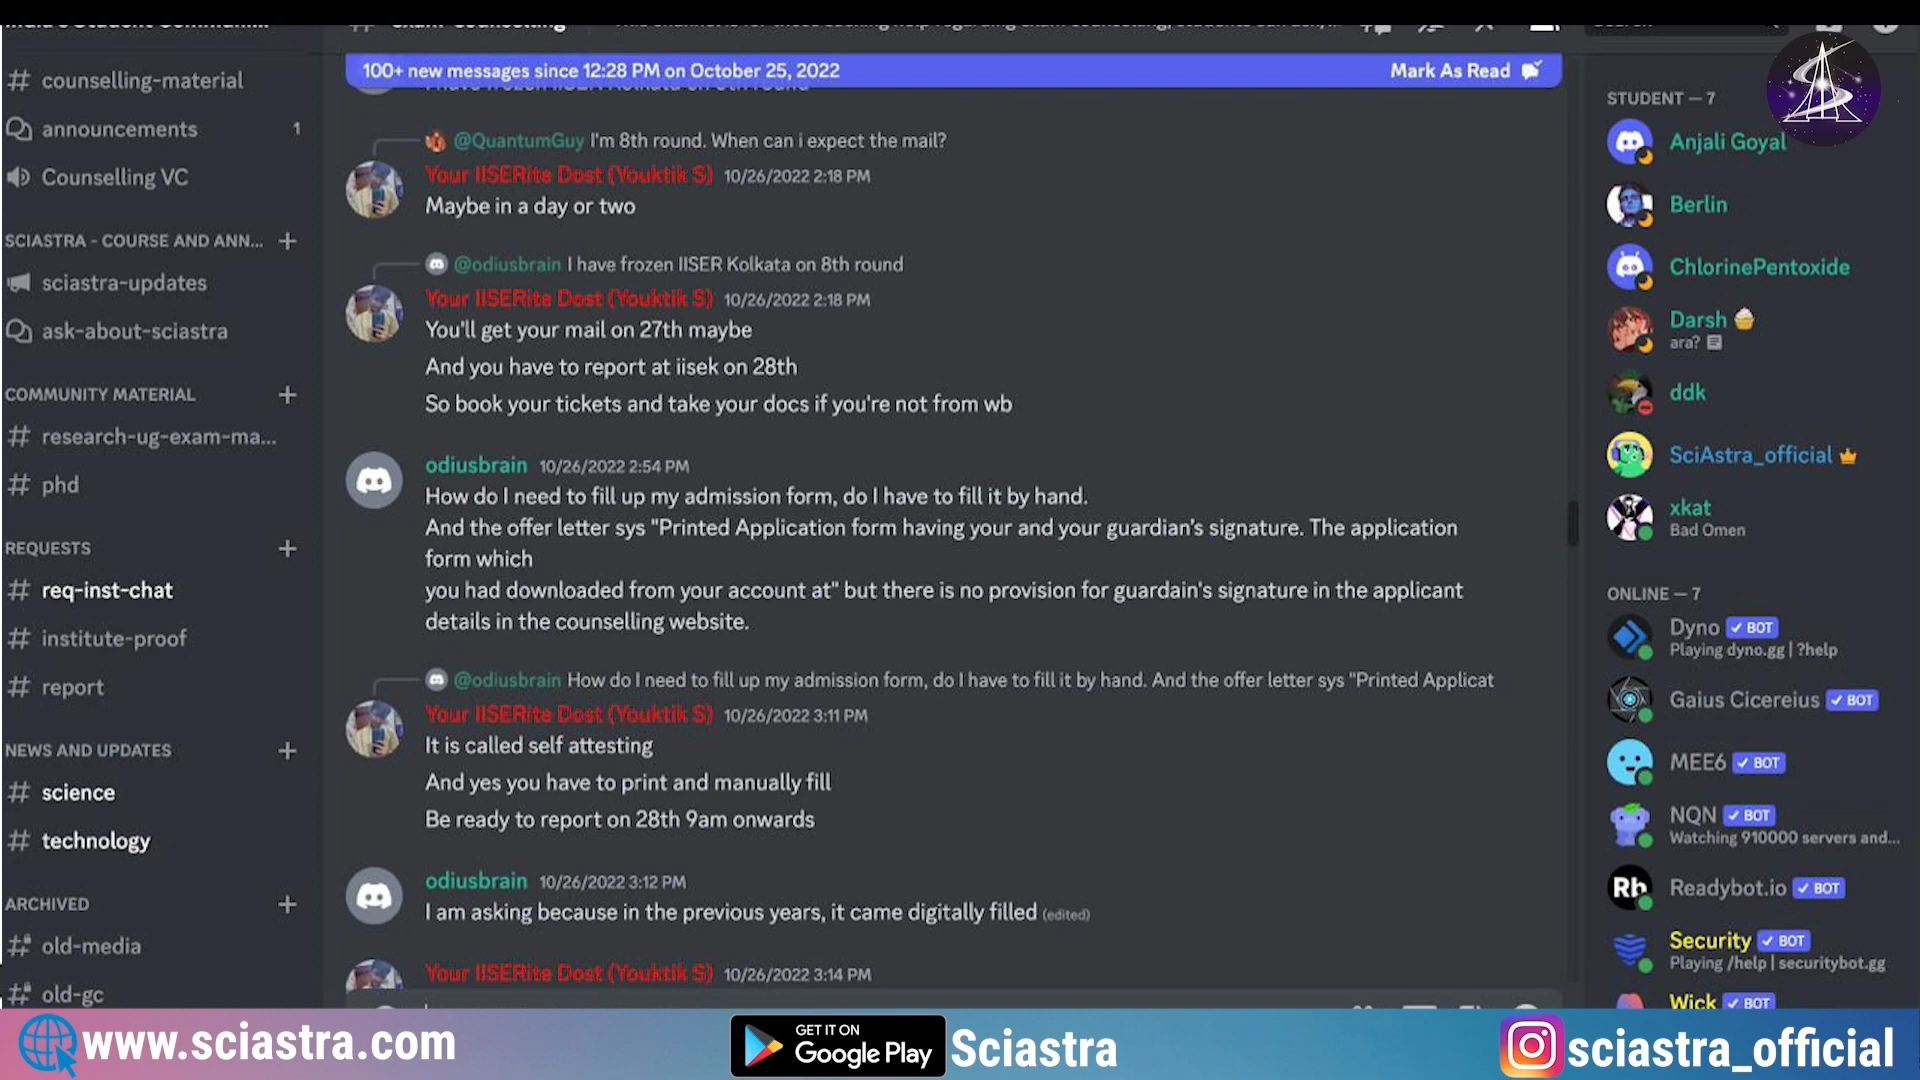 # counselling-material
announcements 1
Counselling VC
SCIASTRA - COURSE AND ANN... +
sciastra-updates
ask-about-sciastra
COMMUNITY MATERIAL +
# research-ug-exam-ma...
# phd
REQUESTS +
# req-inst-chat
# institute-proof
# report
NEWS AND UPDATES +
# science
# technology
ARCHIVED +
# old-media
# old-gc
100+ new messages since 12:28 PM on October 25, 2022 Mark As Read
@QuantumGuy I'm 8th round. When can i expect the mail?
Your IISERite Dost (Youktik S) 10/26/2022 2:18 PM
Maybe in a day or two
@odiusbrain I have frozen IISER Kolkata on 8th round
Your IISERite Dost (Youktik S) 10/26/2022 2:18 PM
You'll get your mail on 27th maybe
And you have to report at iisek on 28th
So book your tickets and take your docs if you're not from wb
odiusbrain 10/26/2022 2:54 PM
How do I need to fill up my admission form, do I have to fill it by hand.
And the offer letter sys "Printed Application form having your and your guardian's signature. The application
form which
you had downloaded from your account at" but there is no provision for guardain's signature in the applicant
details in the counselling website.
@odiusbrain How do I need to fill up my admission form, do I have to fill it by hand. And the offer letter sys "Printed Applicat
Your IISERite Dost (Youktik S) 10/26/2022 3:11 PM
It is called self attesting
And yes you have to print and manually fill
Be ready to report on 28th 9am onwards
odiusbrain 10/26/2022 3:12 PM
I am asking because in the previous years, it came digitally filled (edited)
Your IISERite Dost (Youktik S) 10/26/2022 3:14 PM
STUDENT — 7
Anjali Goyal
Berlin
ChlorinePentoxide
Darsh
ara?
ddk
SciAstra_official
xkat
Bad Omen
ONLINE — 7
Dyno BOT
Playing dyno.gg | ?help
Gaius Cicereius BOT
MEE6 BOT
NQN BOT
Watching 910000 servers and...
Rb Readybot.io BOT
Security BOT
Playing /help | securitybot.gg
Wick BOT
www.sciastra.com
GET IT ON
Google Play
Sciastra
sciastra_official